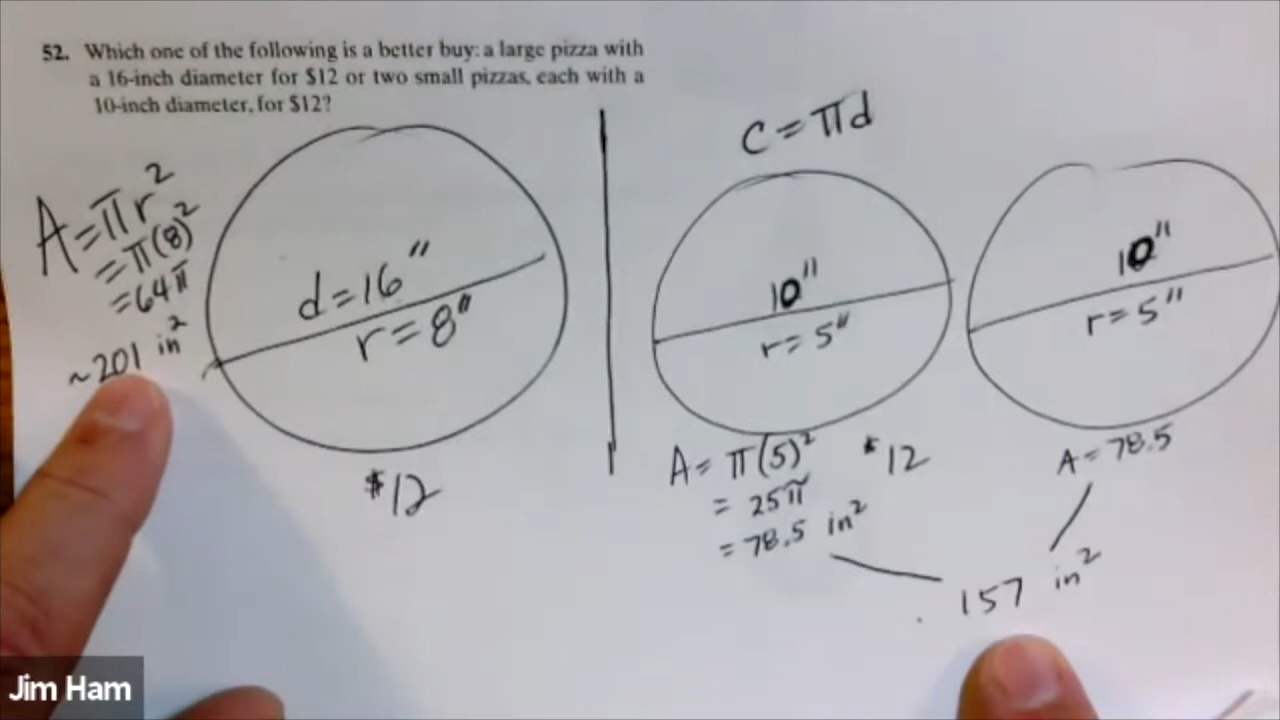 52. Which one of the following is a better buy: a large pizza with
a 16-inch diameter for $12 or two small pizzas, each with a
10-inch diameter, for $12?
A = πr²
= π(8)²
= 64π
~201 in²
d = 16"
r = 8"
$12
C = πd
10"
r = 5"
10"
r = 5"
A = π(5)²
= 25π
= 78.5 in²
$12
A = 78.5
157 in²
Jim Ham